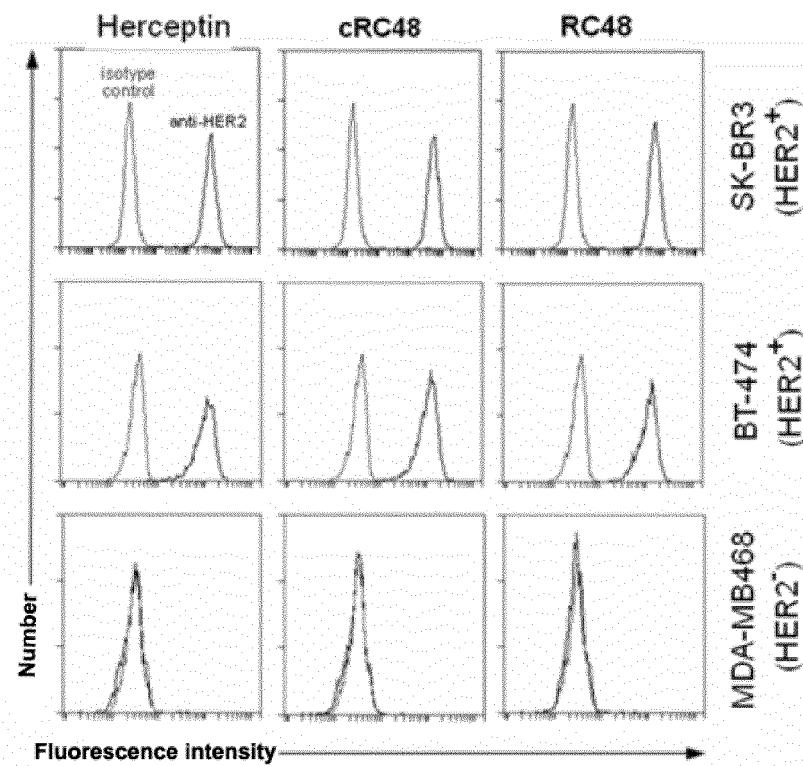 Herceptin
cRC48
RC48
isotype
control
anti-HER2
SK-BR3
(HER2+)
BT-474
(HER2+)
MDA-MB468
(HER2-)
Number
Fluorescence intensity